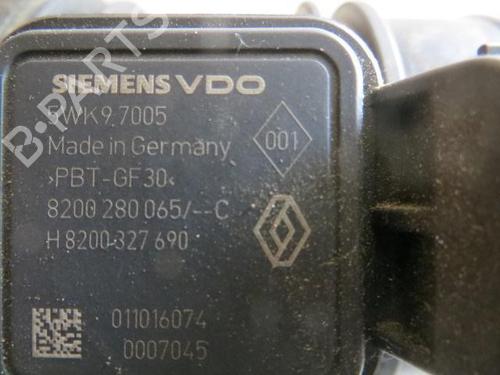 SIEMENS VDO
5WK9.7005
Made in Germany
001
›PBT-GF30‹
8200 280 065/--C
H 8200-327 690
011016074
0007045
B-PARTS